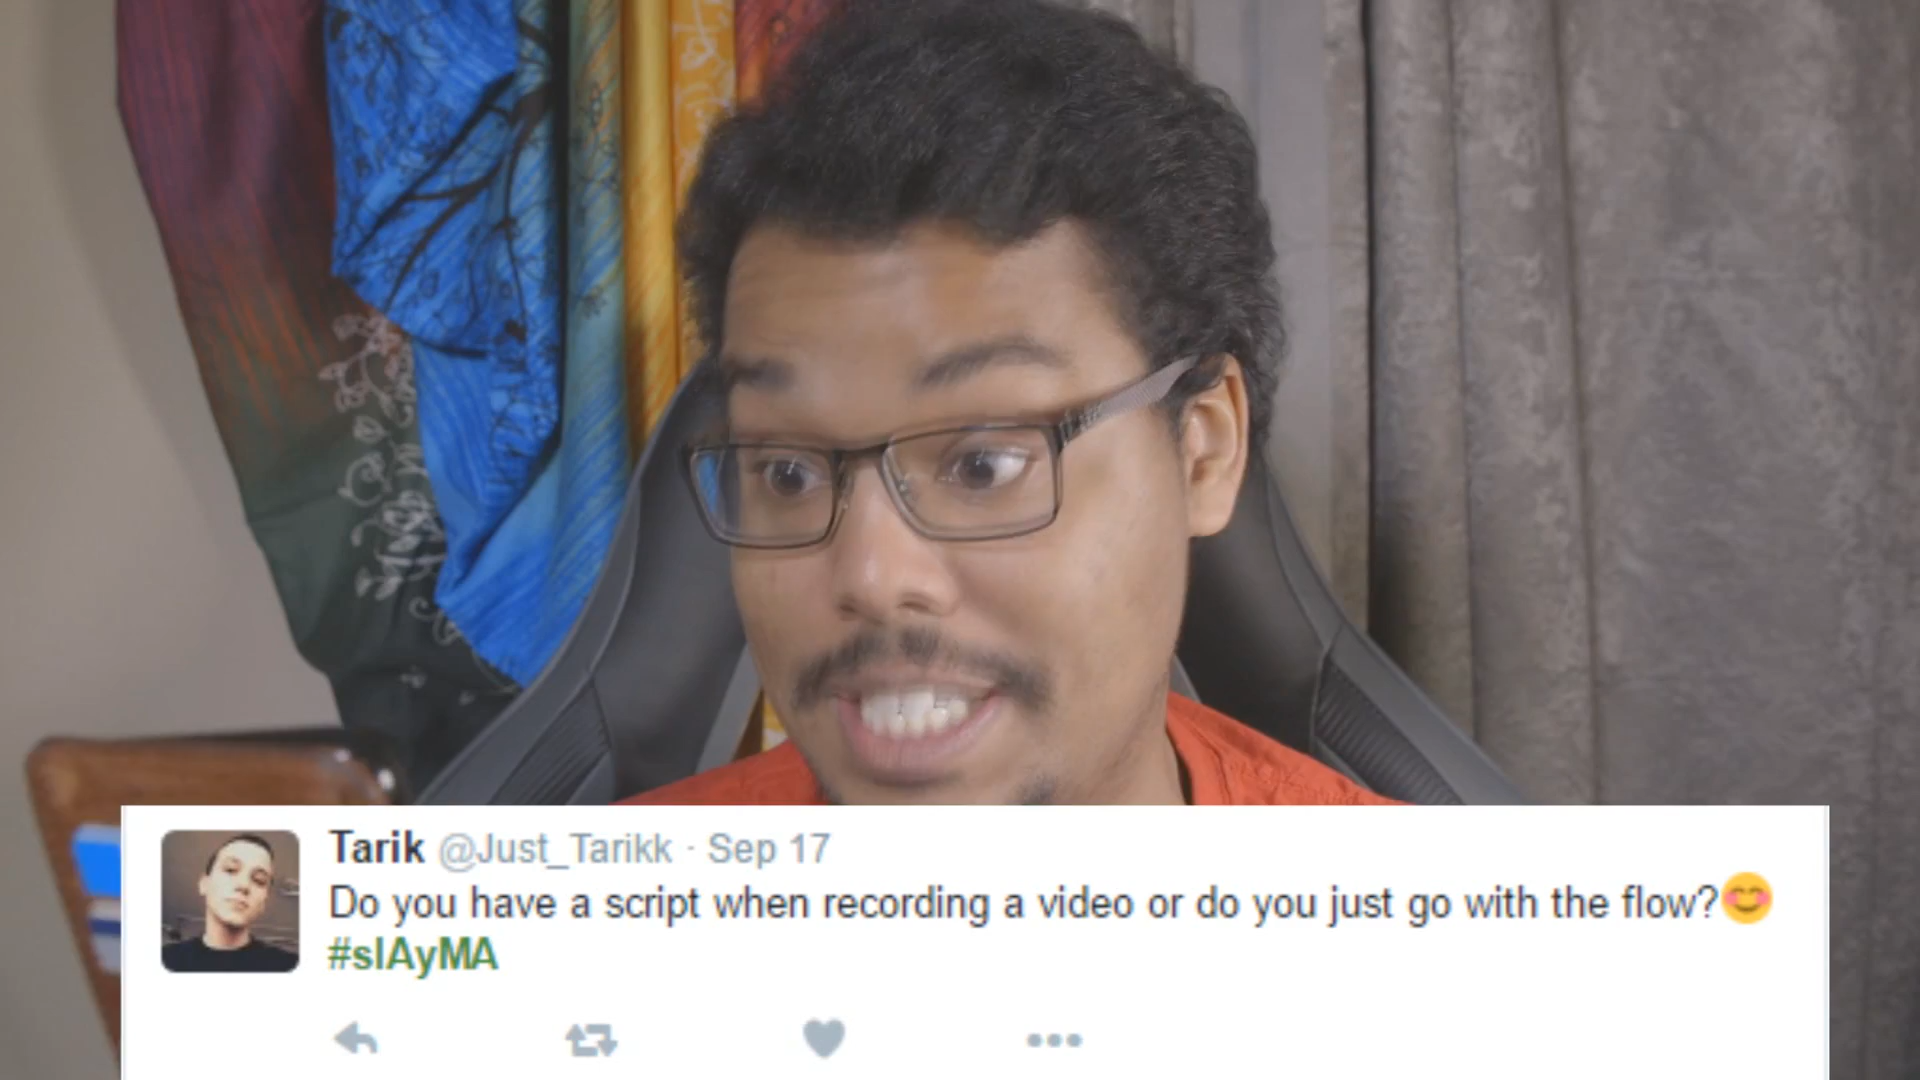 Tarik @Just_Tarikk · Sep 17
Do you have a script when recording a video or do you just go with the flow?😊
#slAyMA